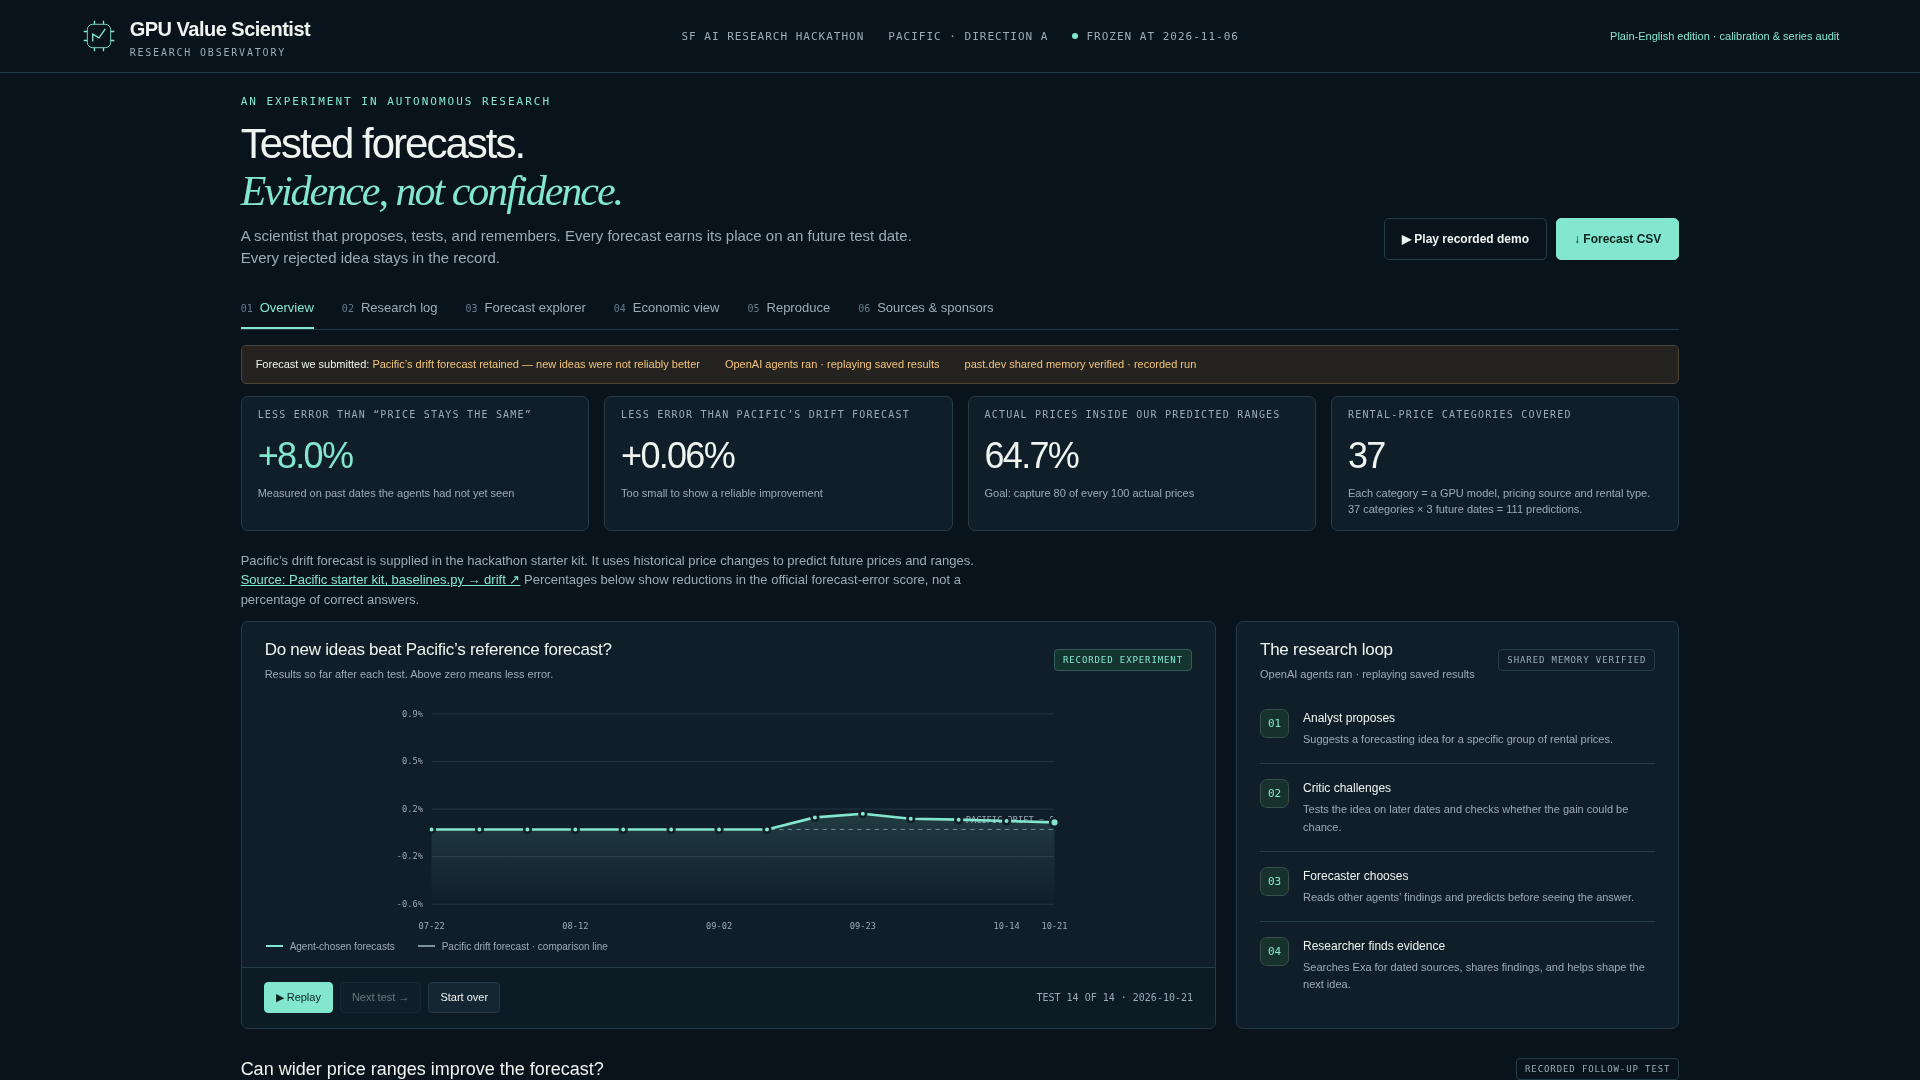 GPU Value Scientist
RESEARCH OBSERVATORY
SF AI RESEARCH HACKATHON
PACIFIC · DIRECTION A
FROZEN AT 2026-11-06
Plain-English edition · calibration & series audit
AN EXPERIMENT IN AUTONOMOUS RESEARCH
Tested forecasts.
Evidence, not confidence.
A scientist that proposes, tests, and remembers. Every forecast earns its place on an future test date.
Every rejected idea stays in the record.
▶ Play recorded demo
↓ Forecast CSV
01 Overview
02 Research log
03 Forecast explorer
04 Economic view
05 Reproduce
06 Sources & sponsors
Forecast we submitted: Pacific's drift forecast retained — new ideas were not reliably better
OpenAI agents ran · replaying saved results
past.dev shared memory verified · recorded run
LESS ERROR THAN “PRICE STAYS THE SAME”
+8.0%
Measured on past dates the agents had not yet seen
LESS ERROR THAN PACIFIC’S DRIFT FORECAST
+0.06%
Too small to show a reliable improvement
ACTUAL PRICES INSIDE OUR PREDICTED RANGES
64.7%
Goal: capture 80 of every 100 actual prices
RENTAL-PRICE CATEGORIES COVERED
37
Each category = a GPU model, pricing source and rental type.
37 categories × 3 future dates = 111 predictions.
Pacific's drift forecast is supplied in the hackathon starter kit. It uses historical price changes to predict future prices and ranges.
Source: Pacific starter kit, baselines.py → drift ↗ Percentages below show reductions in the official forecast-error score, not a
percentage of correct answers.
Do new ideas beat Pacific’s reference forecast?
Results so far after each test. Above zero means less error.
RECORDED EXPERIMENT
0.9%
0.5%
0.2%
-0.2%
-0.6%
PACIFIC DRIFT
07-22
08-12
09-02
09-23
10-14
10-21
Agent-chosen forecasts
Pacific drift forecast · comparison line
▶ Replay
Next test →
Start over
TEST 14 OF 14 · 2026-10-21
The research loop
OpenAI agents ran · replaying saved results
SHARED MEMORY VERIFIED
01
Analyst proposes
Suggests a forecasting idea for a specific group of rental prices.
02
Critic challenges
Tests the idea on later dates and checks whether the gain could be
chance.
03
Forecaster chooses
Reads other agents’ findings and predicts before seeing the answer.
04
Researcher finds evidence
Searches Exa for dated sources, shares findings, and helps shape the
next idea.
Can wider price ranges improve the forecast?
RECORDED FOLLOW-UP TEST